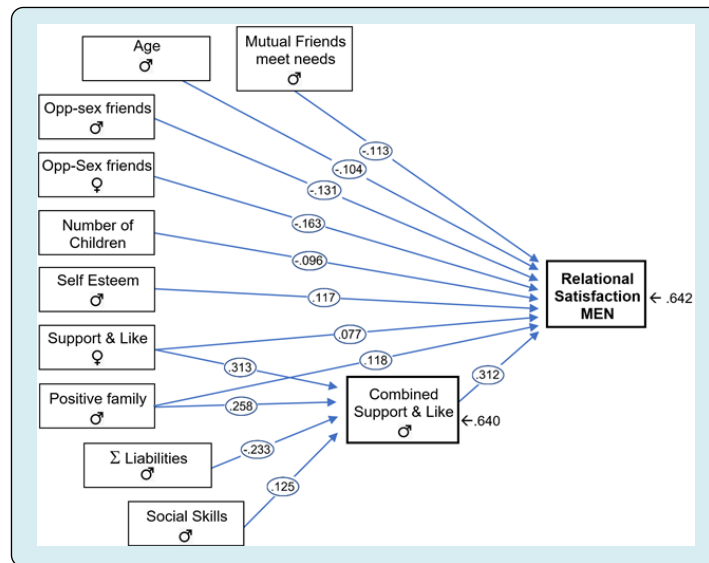 Age
♂
Mutual Friends
meet needs
♂
Opp-sex friends
♂
Opp-Sex friends
♀
Number of
Children
Self Esteem
♂
Support & Like
♀
Positive family
♂
Σ Liabilities
♂
Social Skills
♂
-.113
-.104
-.131
-.163
-.096
.117
.077
.118
.313
.258
-.233
.125
Combined
Support & Like
♂
←.640
.312
Relational
Satisfaction
MEN
← .642